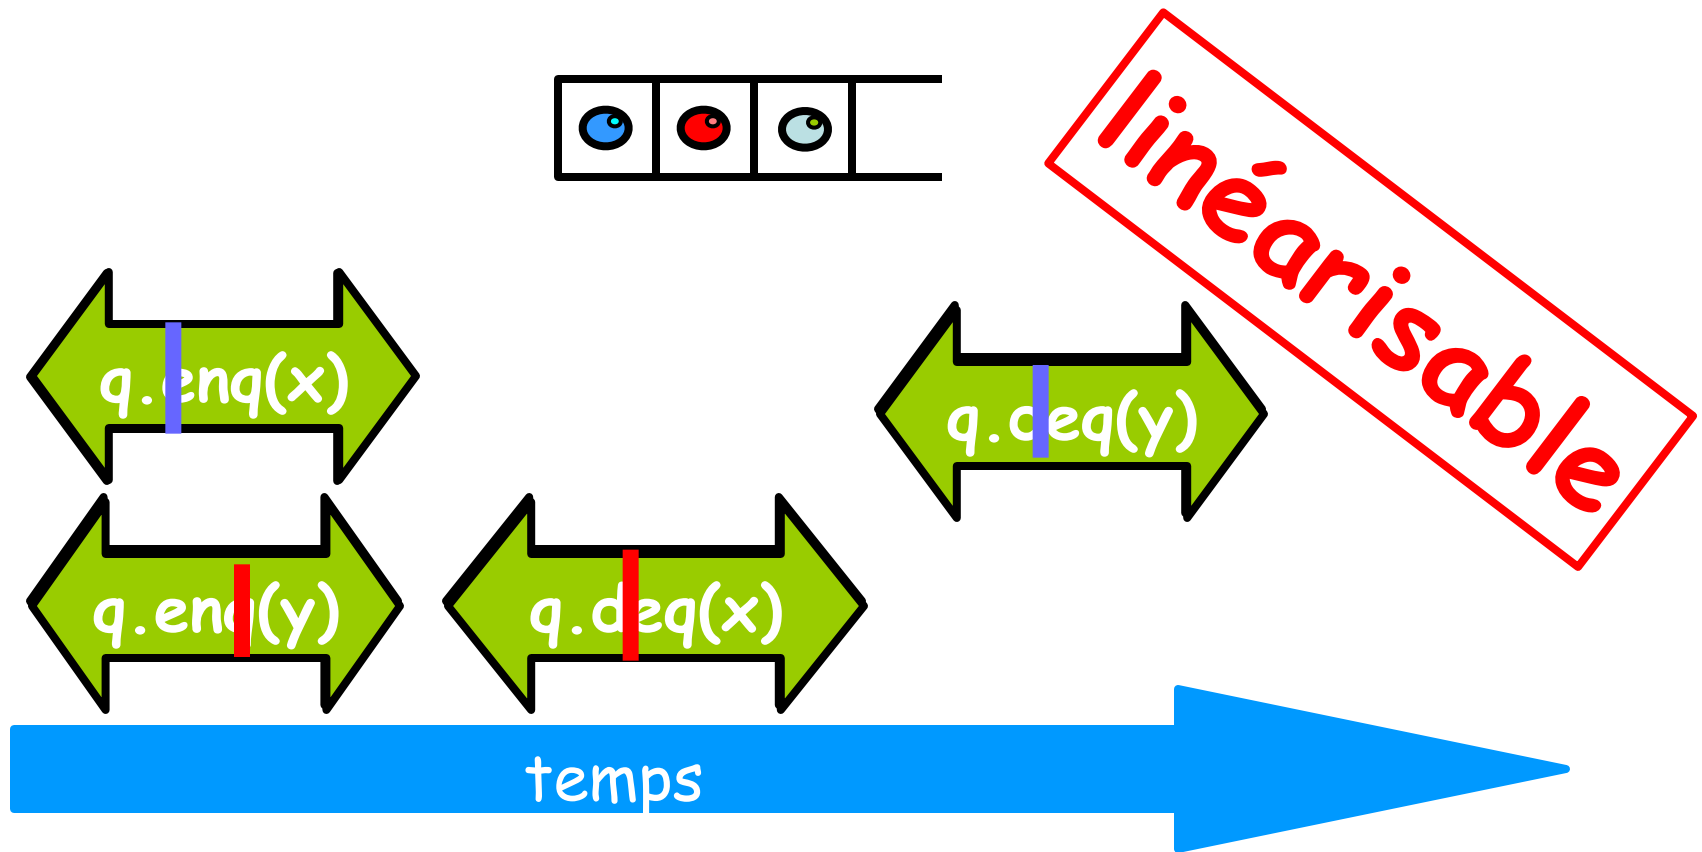 linéarisable
q.enq(x)
q.deq(y)
q.enq(y)
q.deq(x)
temps